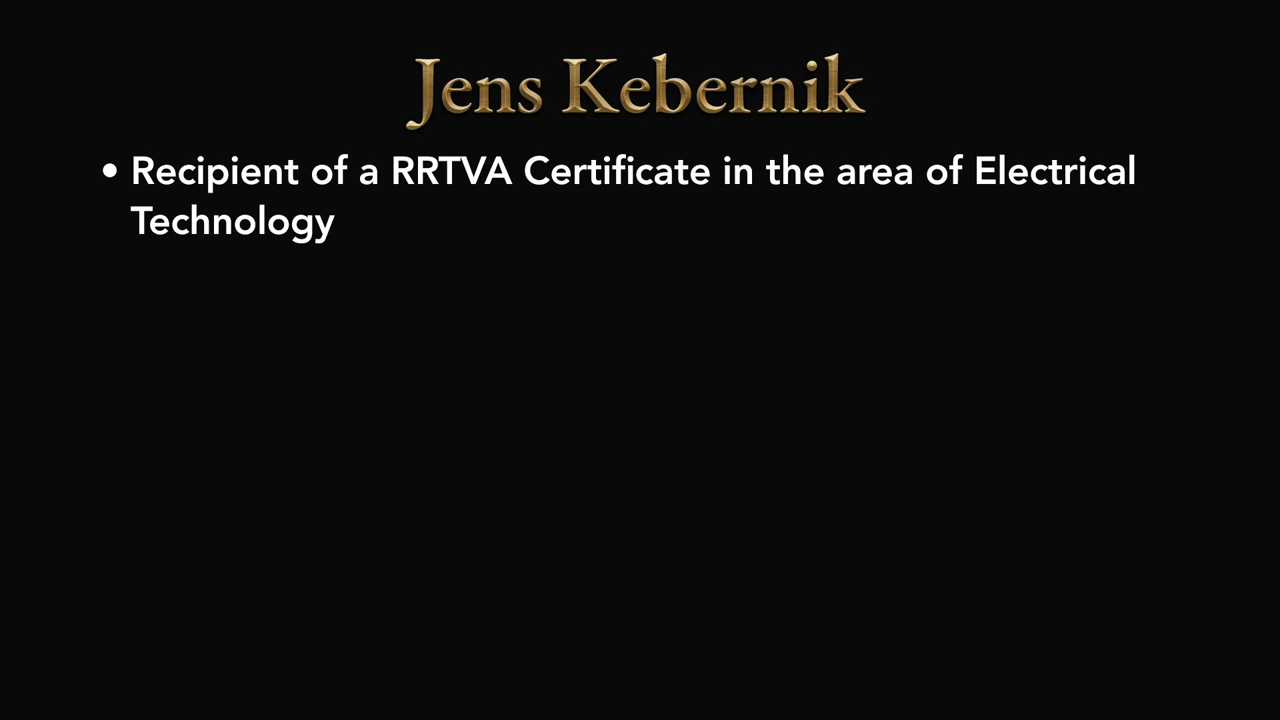 Jens Kebernik
• Recipient of a RRTVA Certificate in the area of Electrical
Technology